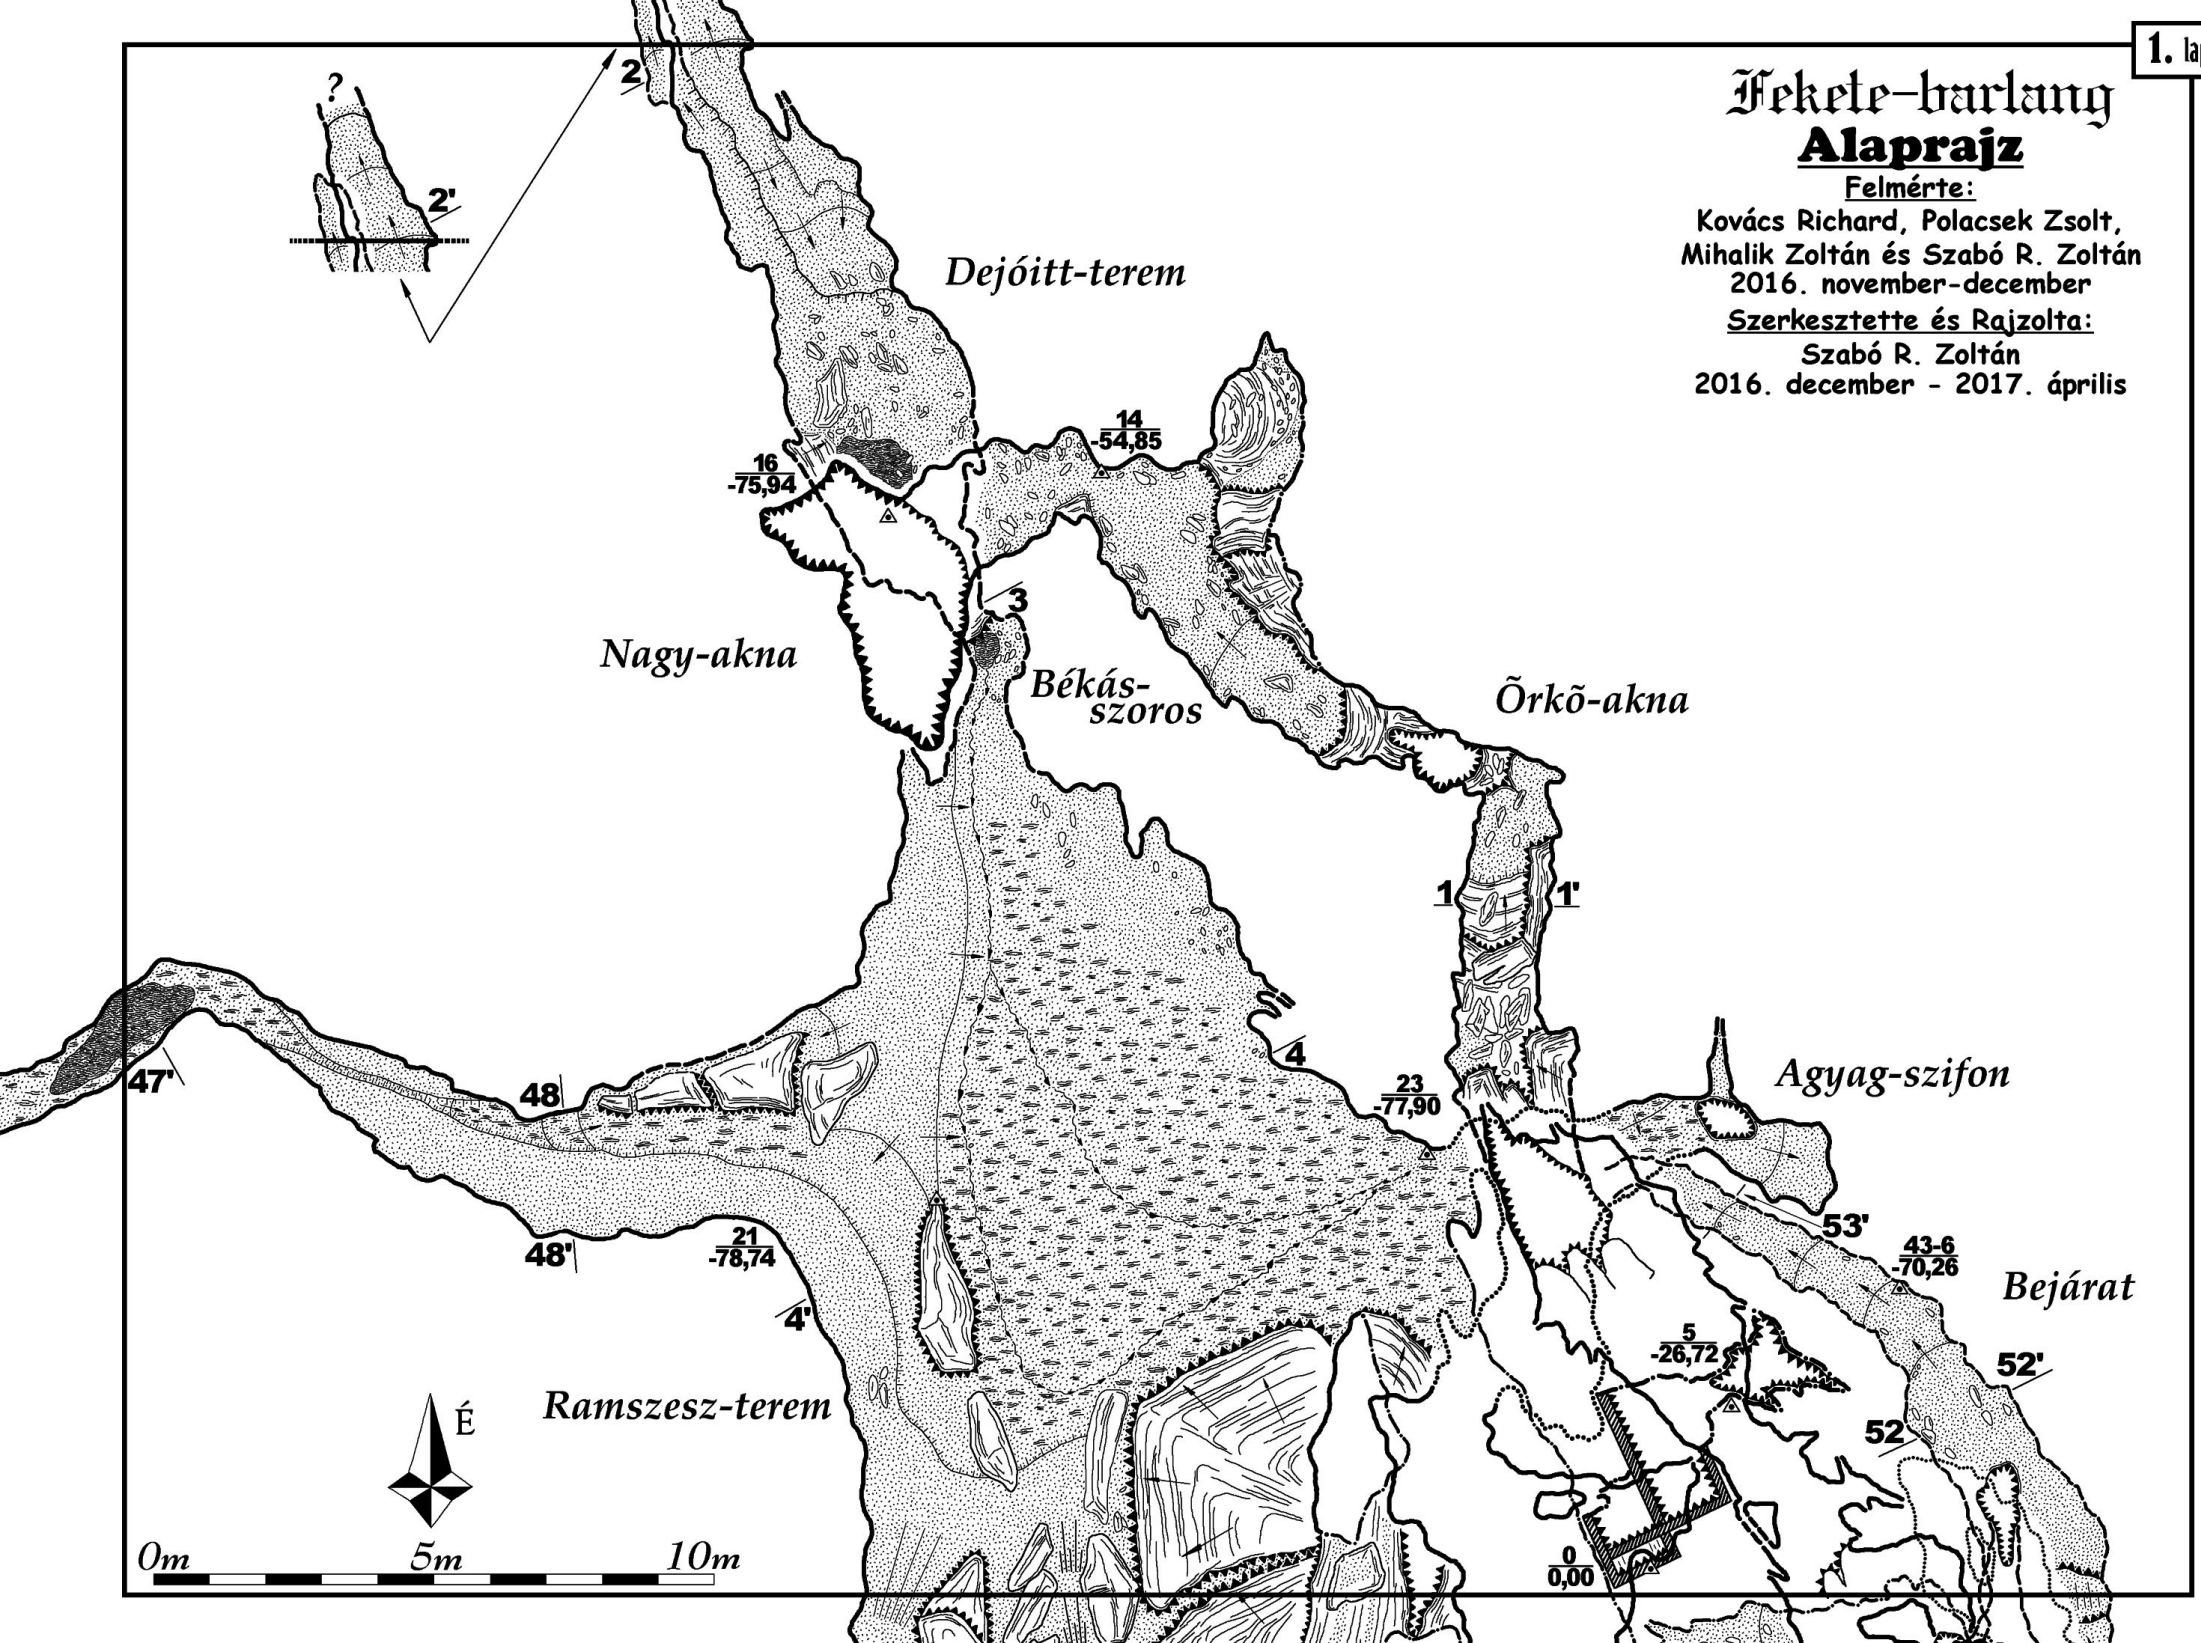 1. lap
Fekete-barlang
Alaprajz
Felmérte:
Kovács Richard, Polacsek Zsolt,
Mihalik Zoltán és Szabó R. Zoltán
2016. november-december
Szerkesztette és Rajzolta:
Szabó R. Zoltán
2016. december - 2017. április
?
2
2'
Dejóitt-terem
14
-54,85
16
-75,94
3
Nagy-akna
Békás-
szoros
Õrkõ-akna
1
1'
4
Agyag-szifon
47'
48
23
-77,90
53'
48'
21
-78,74
43-6
-70,26
Bejárat
4'
5
-26,72
52'
Ramszesz-terem
É
52
0m
5m
10m
0
0,00